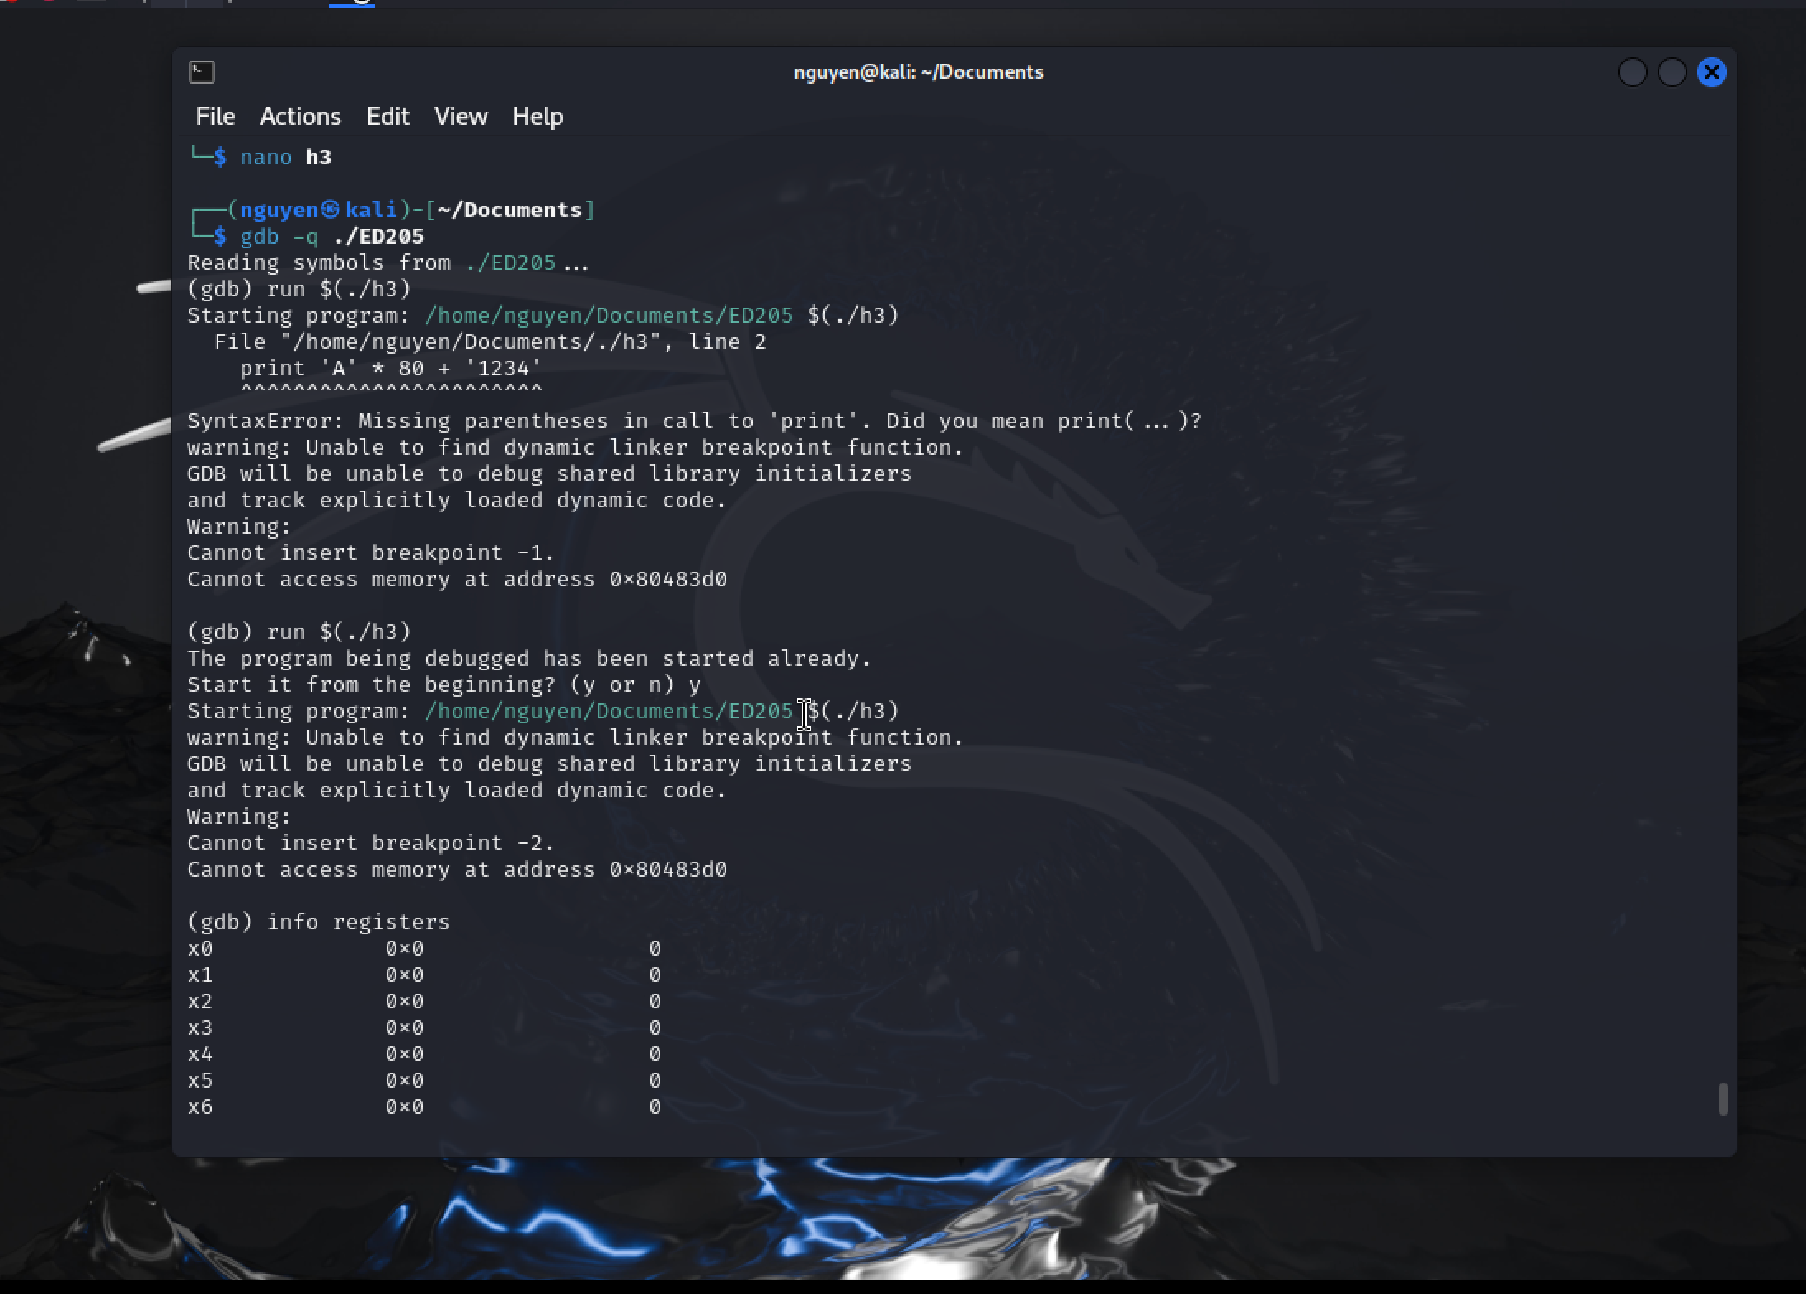 nguyen@kali: ~/Documents
File Actions Edit View Help
└─$ nano h3
┌──(nguyen㉿kali)-[~/Documents]
└─$ gdb -q ./ED205
Reading symbols from ./ED205...
(gdb) run $(./h3)
Starting program: /home/nguyen/Documents/ED205 $(./h3)
  File "/home/nguyen/Documents/./h3", line 2
    print 'A' * 80 + '1234'
    ^^^^^^^^^^^^^^^^^^^^^^^
SyntaxError: Missing parentheses in call to 'print'. Did you mean print(...)?
warning: Unable to find dynamic linker breakpoint function.
GDB will be unable to debug shared library initializers
and track explicitly loaded dynamic code.
Warning:
Cannot insert breakpoint -1.
Cannot access memory at address 0x80483d0
(gdb) run $(./h3)
The program being debugged has been started already.
Start it from the beginning? (y or n) y
Starting program: /home/nguyen/Documents/ED205 $(./h3)
warning: Unable to find dynamic linker breakpoint function.
GDB will be unable to debug shared library initializers
and track explicitly loaded dynamic code.
Warning:
Cannot insert breakpoint -2.
Cannot access memory at address 0x80483d0
(gdb) info registers
x0 0x0 0
x1 0x0 0
x2 0x0 0
x3 0x0 0
x4 0x0 0
x5 0x0 0
x6 0x0 0